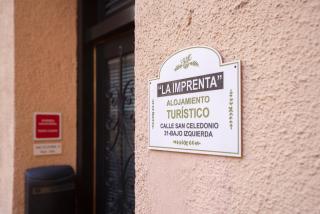 "LA IMPRENTA"
ALOJAMIENTO
TURÍSTICO
CALLE SAN CELEDONIO
31-BAJO IZQUIERDA